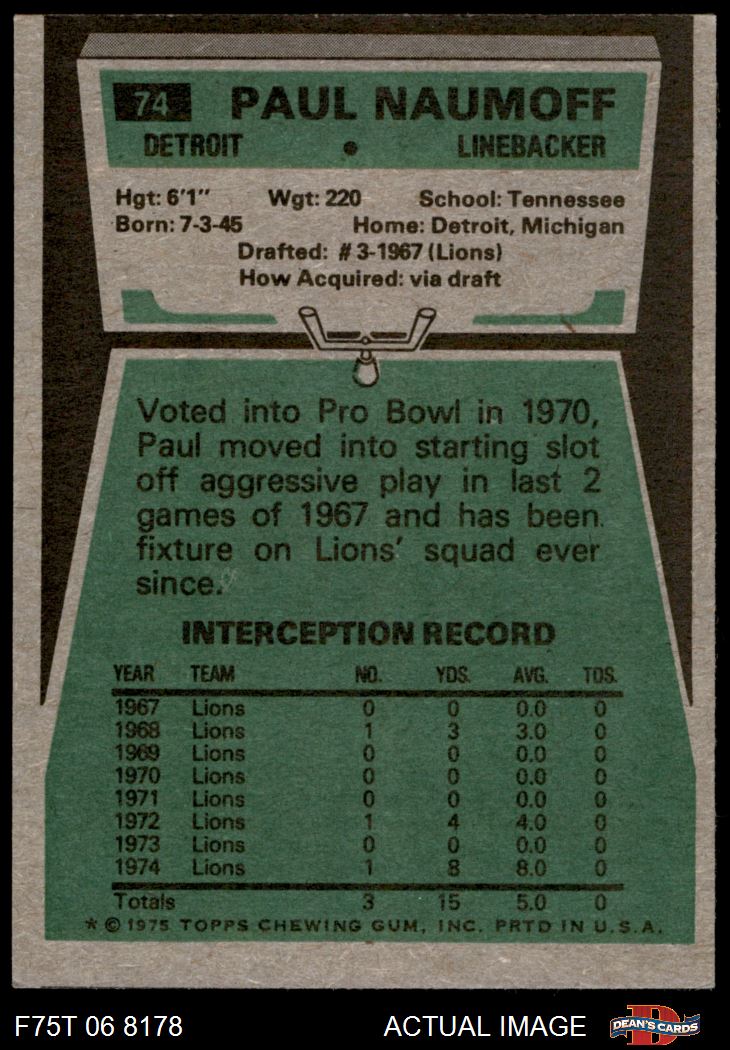 74 PAUL NAUMOFF
DETROIT • LINEBACKER
Hgt: 6'1" Wgt: 220 School: Tennessee
Born: 7-3-45 Home: Detroit, Michigan
Drafted: #3-1967 (Lions)
How Acquired: via draft
Voted into Pro Bowl in 1970,
Paul moved into starting slot
off aggressive play in last 2
games of 1967 and has been
fixture on Lions' squad ever
since.
INTERCEPTION RECORD
YEAR TEAM NO. YDS. AVG. TDS.
1967 Lions 0 0 0.0 0
1968 Lions 1 3 3.0 0
1969 Lions 0 0 0.0 0
1970 Lions 0 0 0.0 0
1971 Lions 0 0 0.0 0
1972 Lions 1 4 4.0 0
1973 Lions 0 0 0.0 0
1974 Lions 1 8 8.0 0
Totals 3 15 5.0 0
* © 1975 TOPPS CHEWING GUM, INC. PRTD IN U.S.A.
F75T 06 8178 ACTUAL IMAGE D DEAN'S CARDS